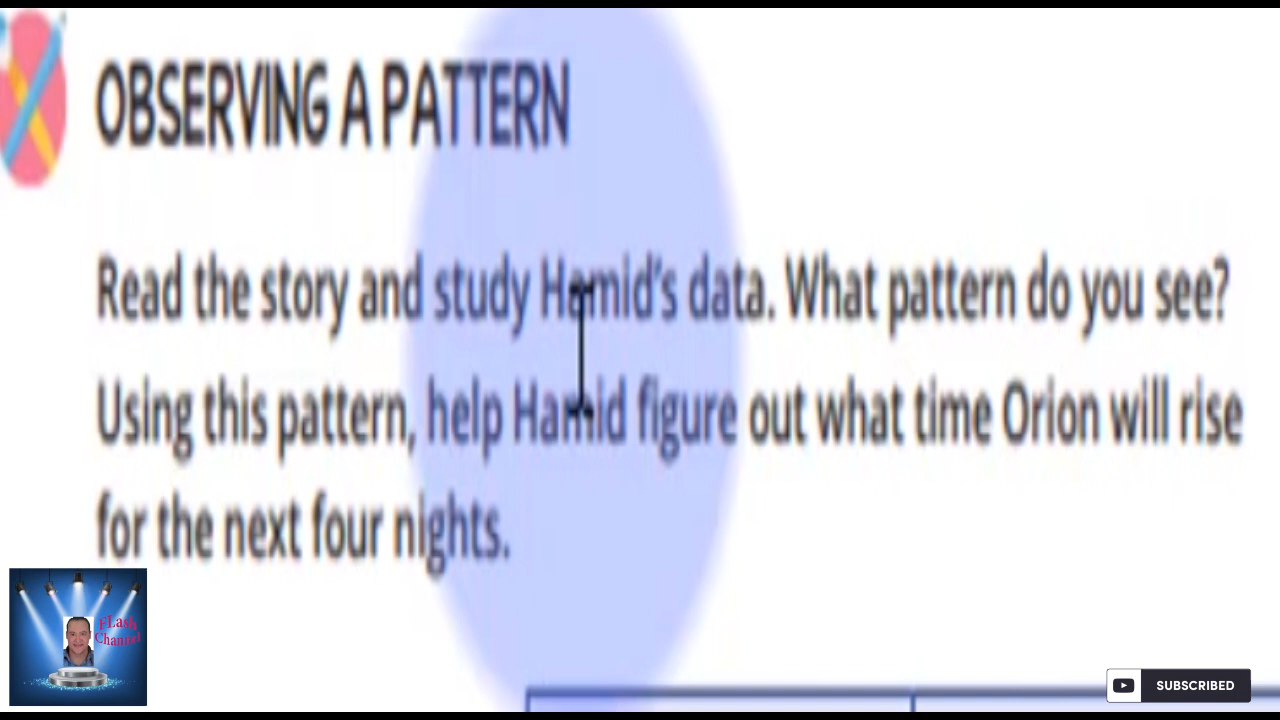 OBSERVING A PATTERN
Read the story and study Hamid's data. What pattern do you see?
Using this pattern, help Hamid figure out what time Orion will rise
for the next four nights.
FLash
Channel
SUBSCRIBED